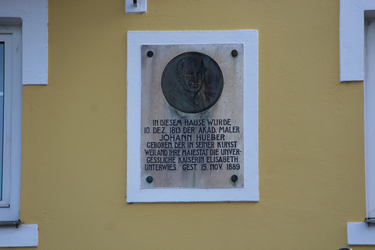 IN DIESEM HAUSE WURDE
10. DEZ. 1813 DER AKAD. MALER
JOHANN HUEBER
GEBOREN, DER IN SEINER KUNST
WEILAND IHRE MAJESTÄT DIE UNVER-
GESSLICHE KAISERIN ELISABETH
UNTERWIES. GEST. 15. NOV. 1889